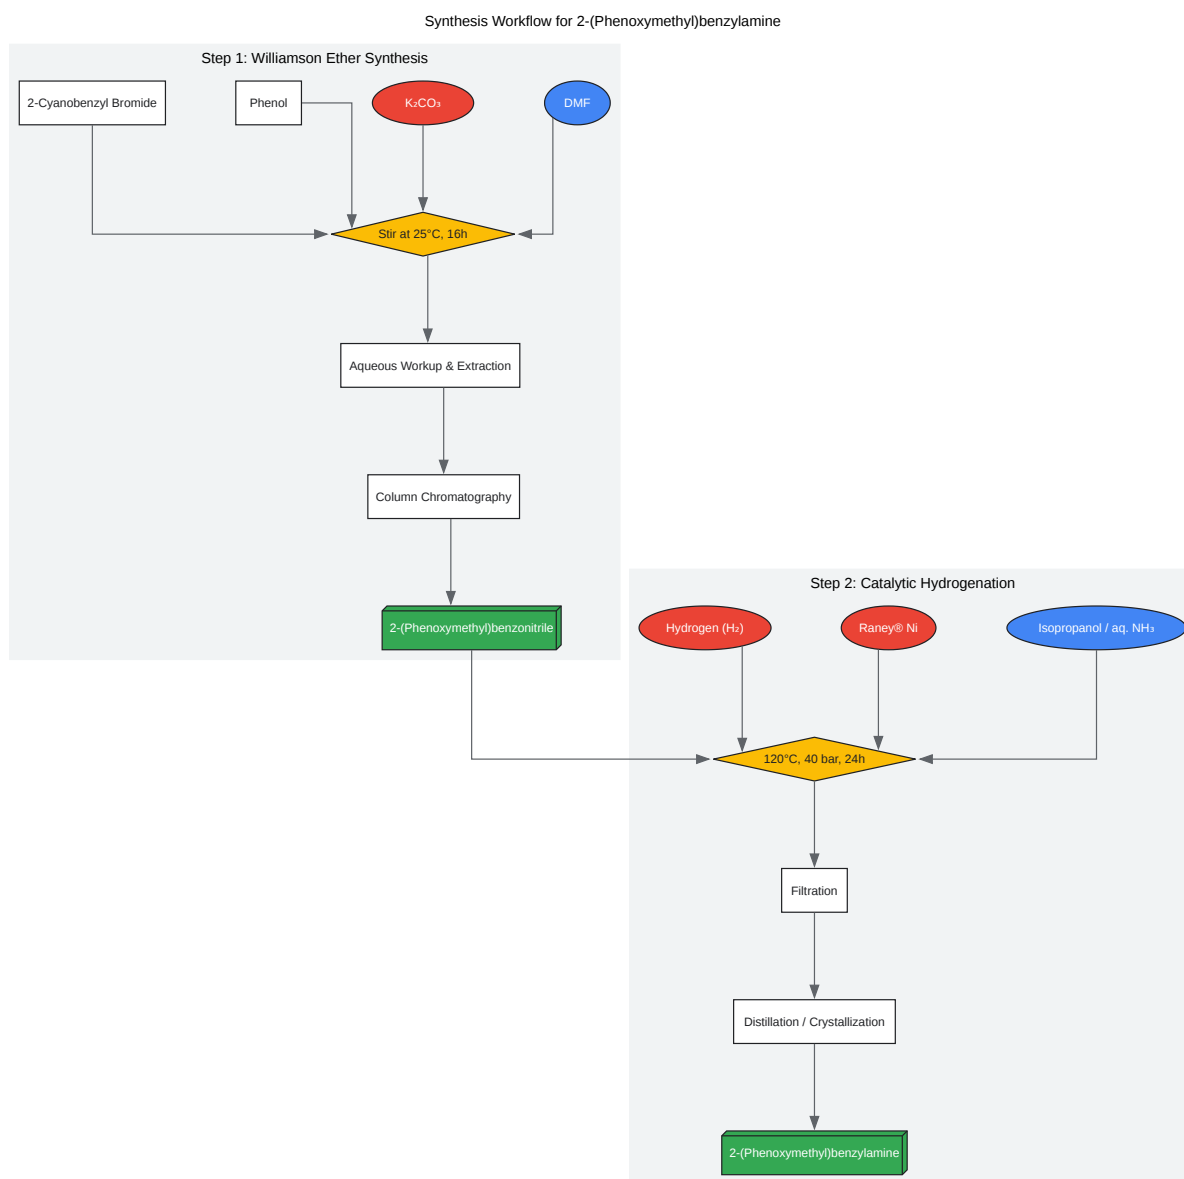 Synthesis Workflow for 2-(Phenoxymethyl)benzylamine
Step 1: Williamson Ether Synthesis
2-Cyanobenzyl Bromide
Phenol
K₂CO₃
DMF
Stir at 25°C, 16h
Aqueous Workup & Extraction
Column Chromatography
2-(Phenoxymethyl)benzonitrile
Step 2: Catalytic Hydrogenation
Hydrogen (H₂)
Raney® Ni
Isopropanol / aq. NH₃
120°C, 40 bar, 24h
Filtration
Distillation / Crystallization
2-(Phenoxymethyl)benzylamine